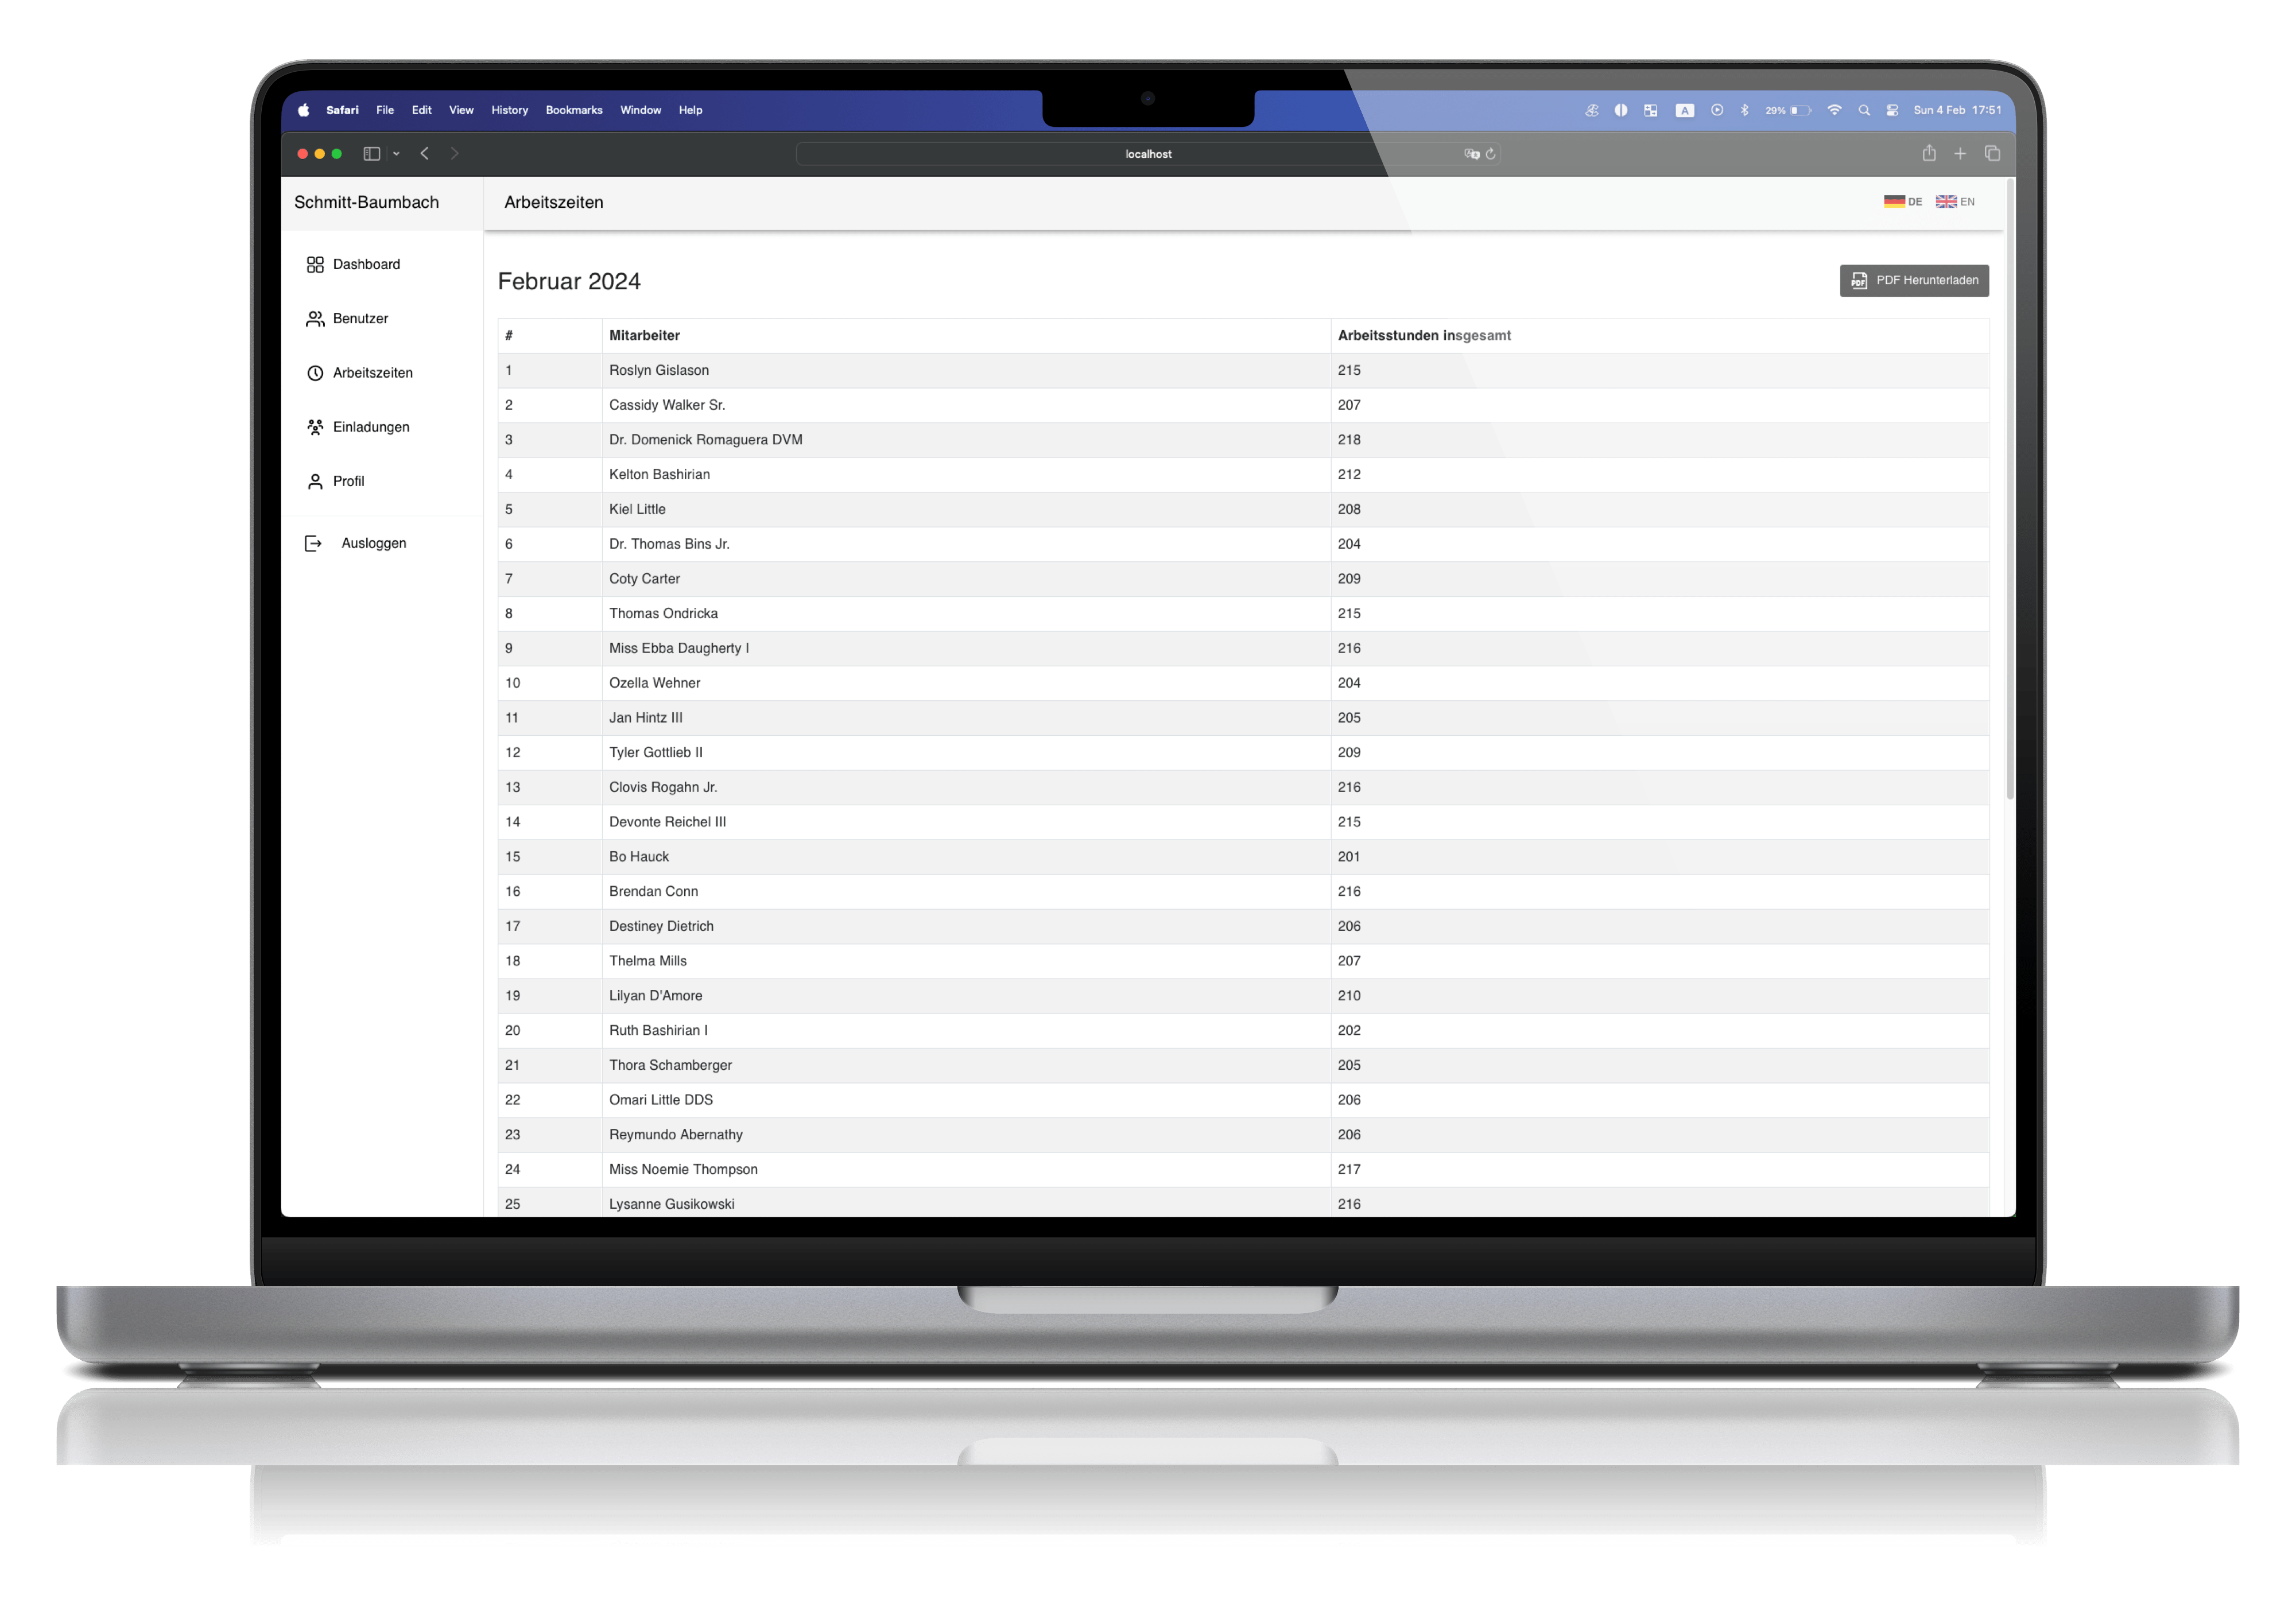 Safari File Edit View History Bookmarks Window Help
A 29% Sun 4 Feb 17:51
localhost
Schmitt-Baumbach
Arbeitszeiten
DE EN
Dashboard
Benutzer
Arbeitszeiten
Einladungen
Profil
Ausloggen
Februar 2024
PDF PDF Herunterladen
# Mitarbeiter Arbeitsstunden insgesamt
1 Roslyn Gislason 215
2 Cassidy Walker Sr. 207
3 Dr. Domenick Romaguera DVM 218
4 Kelton Bashirian 212
5 Kiel Little 208
6 Dr. Thomas Bins Jr. 204
7 Coty Carter 209
8 Thomas Ondricka 215
9 Miss Ebba Daugherty I 216
10 Ozella Wehner 204
11 Jan Hintz III 205
12 Tyler Gottlieb II 209
13 Clovis Rogahn Jr. 216
14 Devonte Reichel III 215
15 Bo Hauck 201
16 Brendan Conn 216
17 Destiney Dietrich 206
18 Thelma Mills 207
19 Lilyan D'Amore 210
20 Ruth Bashirian I 202
21 Thora Schamberger 205
22 Omari Little DDS 206
23 Reymundo Abernathy 206
24 Miss Noemie Thompson 217
25 Lysanne Gusikowski 216